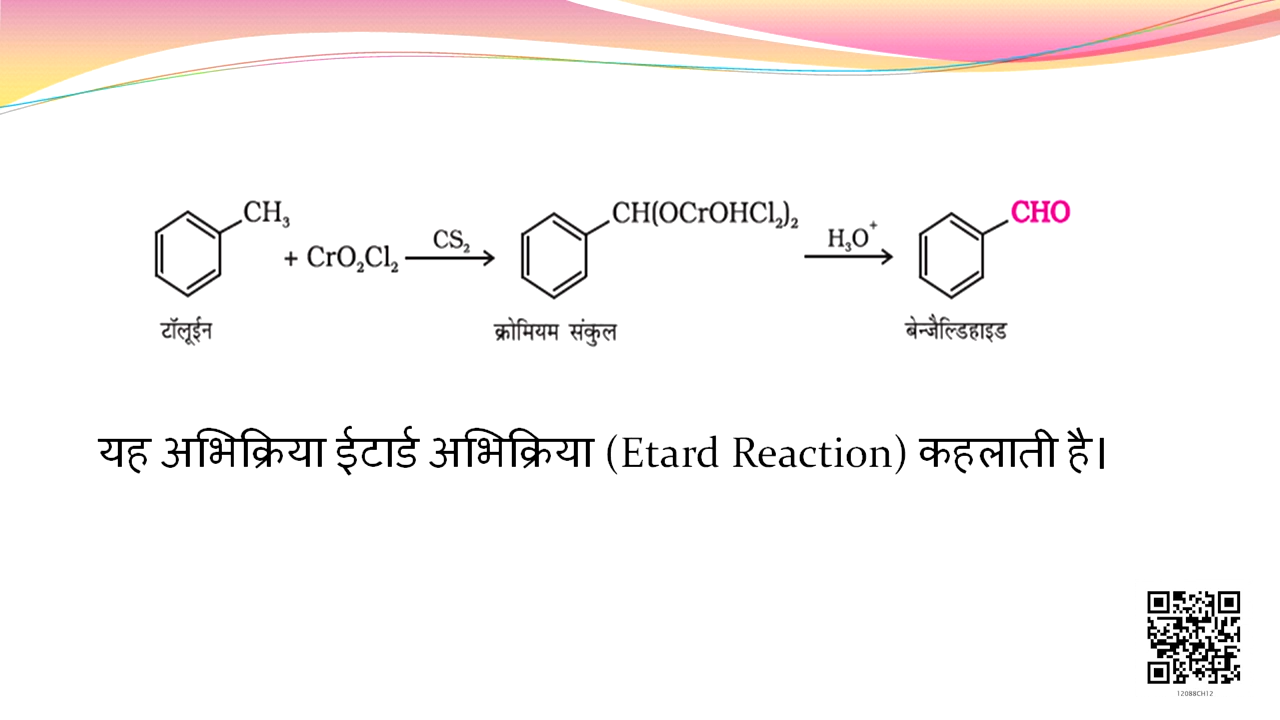 CH₃ + CrO₂Cl₂ CS₂ CH(OCrOHCl₂)₂ H₃O⁺ CHO
टॉलूईन क्रोमियम संकुल बेन्जैल्डिहाइड
यह अभिक्रिया ईटार्ड अभिक्रिया (Etard Reaction) कहलाती है।
12088CH12